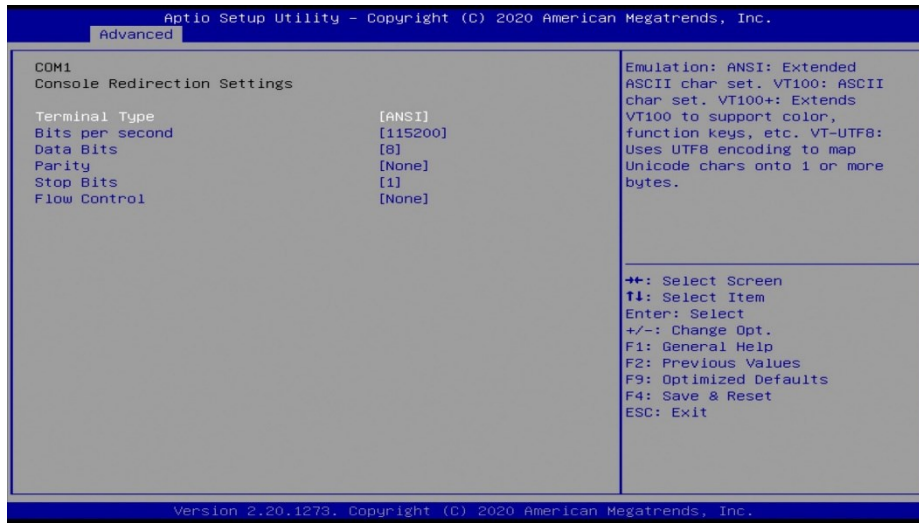 Aptio Setup Utility – Copyright (C) 2020 American Megatrends, Inc.
Advanced
COM1
Console Redirection Settings
Terminal Type [ANSI]
Bits per second [115200]
Data Bits [8]
Parity [None]
Stop Bits [1]
Flow Control [None]
Emulation: ANSI: Extended
ASCII char set. VT100: ASCII
char set. VT100+: Extends
VT100 to support color,
function keys, etc. VT-UTF8:
Uses UTF8 encoding to map
Unicode chars onto 1 or more
bytes.
→←: Select Screen
↑↓: Select Item
Enter: Select
+/-: Change Opt.
F1: General Help
F2: Previous Values
F9: Optimized Defaults
F4: Save & Reset
ESC: Exit
Version 2.20.1273. Copyright (C) 2020 American Megatrends, Inc.